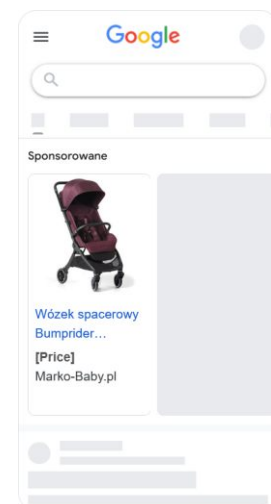 Google
Sponsorowane
Wózek spacerowy
Bumprider...
[Price]
Marko-Baby.pl